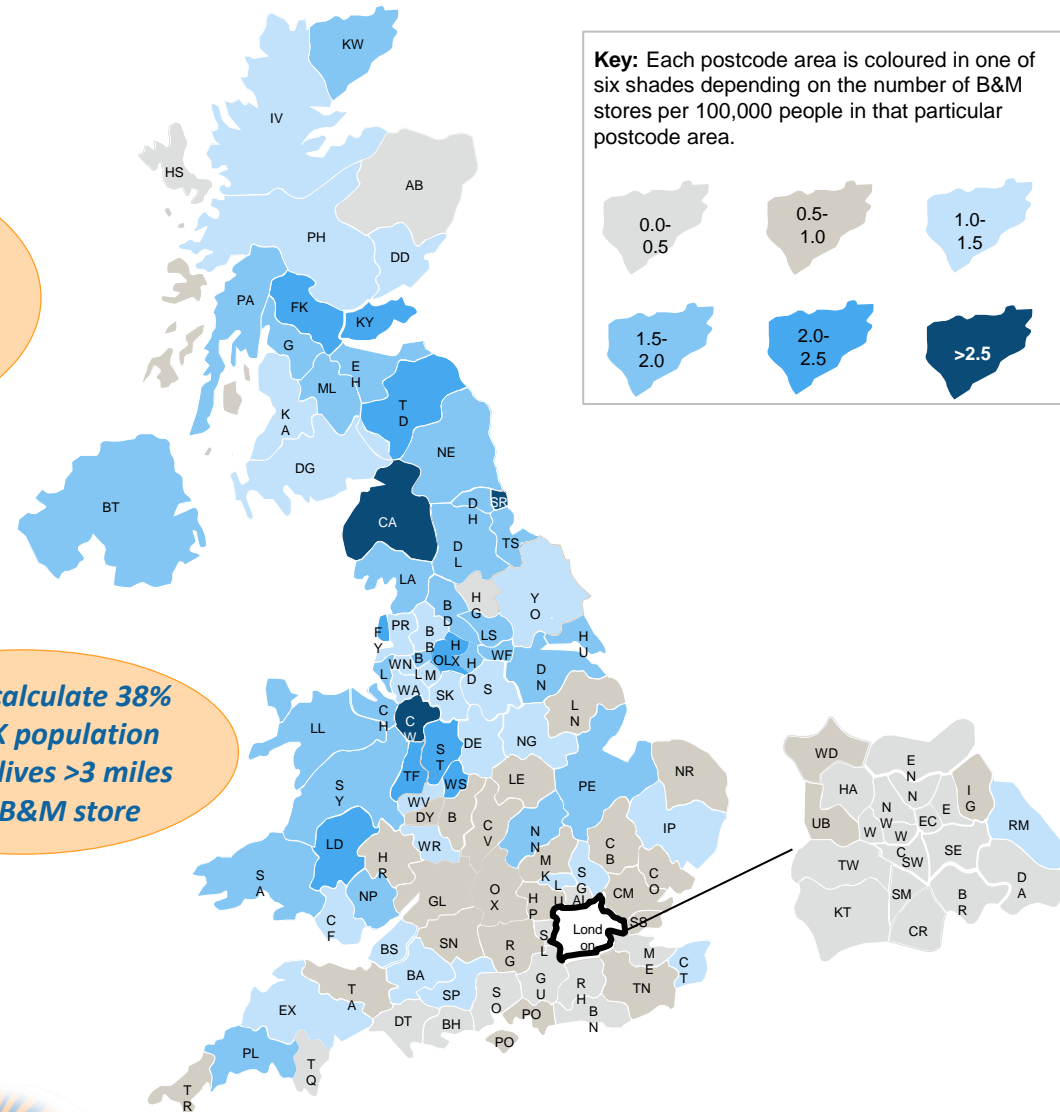 Key: Each postcode area is coloured in one of
six shades depending on the number of B&M
stores per 100,000 people in that particular
postcode area.
0.0-
0.5
0.5-
1.0
1.0-
1.5
1.5-
2.0
2.0-
2.5
>2.5
KW
IV
HS
AB
PH
DD
PA
FK
KY
G
E
H
ML
T
D
K
A
NE
DG
BT
CA
D
H
SR
D
L
TS
LA
H
G
Y
O
B
D
F
Y
PR
B
B
LS
H
U
H
X
OL
WF
WN
B
L
M
H
D
D
N
L
WA
SK
S
L
N
C
H
C
W
LL
S
T
DE
NG
NR
TF
WS
LE
PE
S
Y
WV
DY
B
C
V
N
N
IP
WR
LD
H
R
M
K
C
B
S
A
NP
GL
O
X
S
G
C
O
L
U
AL
CM
H
P
C
F
Lond
on
SS
SN
R
G
S
L
BS
M
E
C
T
BA
G
U
R
H
TN
T
A
SP
S
O
B
N
EX
DT
BH
PO
PO
PL
T
Q
T
R
calculate 38%
K population
lives >3 miles
B&M store
WD
E
N
HA
N
I
G
N
W
E
EC
RM
UB
W
W
C
SE
TW
SW
D
A
SM
B
R
KT
CR